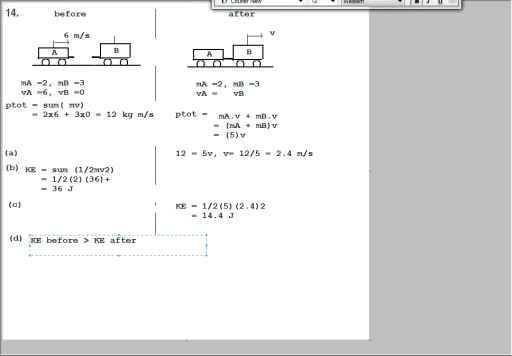 Courier New 12 Western B I U
14. before after
6 m/s v
A B A B
mA =2, mB =3 mA =2, mB =3
vA =6, vB =0 vA = vB
ptot = sum( mv) ptot = mA.v + mB.v
= 2x6 + 3x0 = 12 kg m/s = (mA + mB)v
= (5)v
(a) 12 = 5v, v= 12/5 = 2.4 m/s
(b) KE = sum (1/2mv2)
= 1/2(2)(36)+
= 36 J
(c) KE = 1/2(5)(2.4)2
= 14.4 J
(d) KE before > KE after